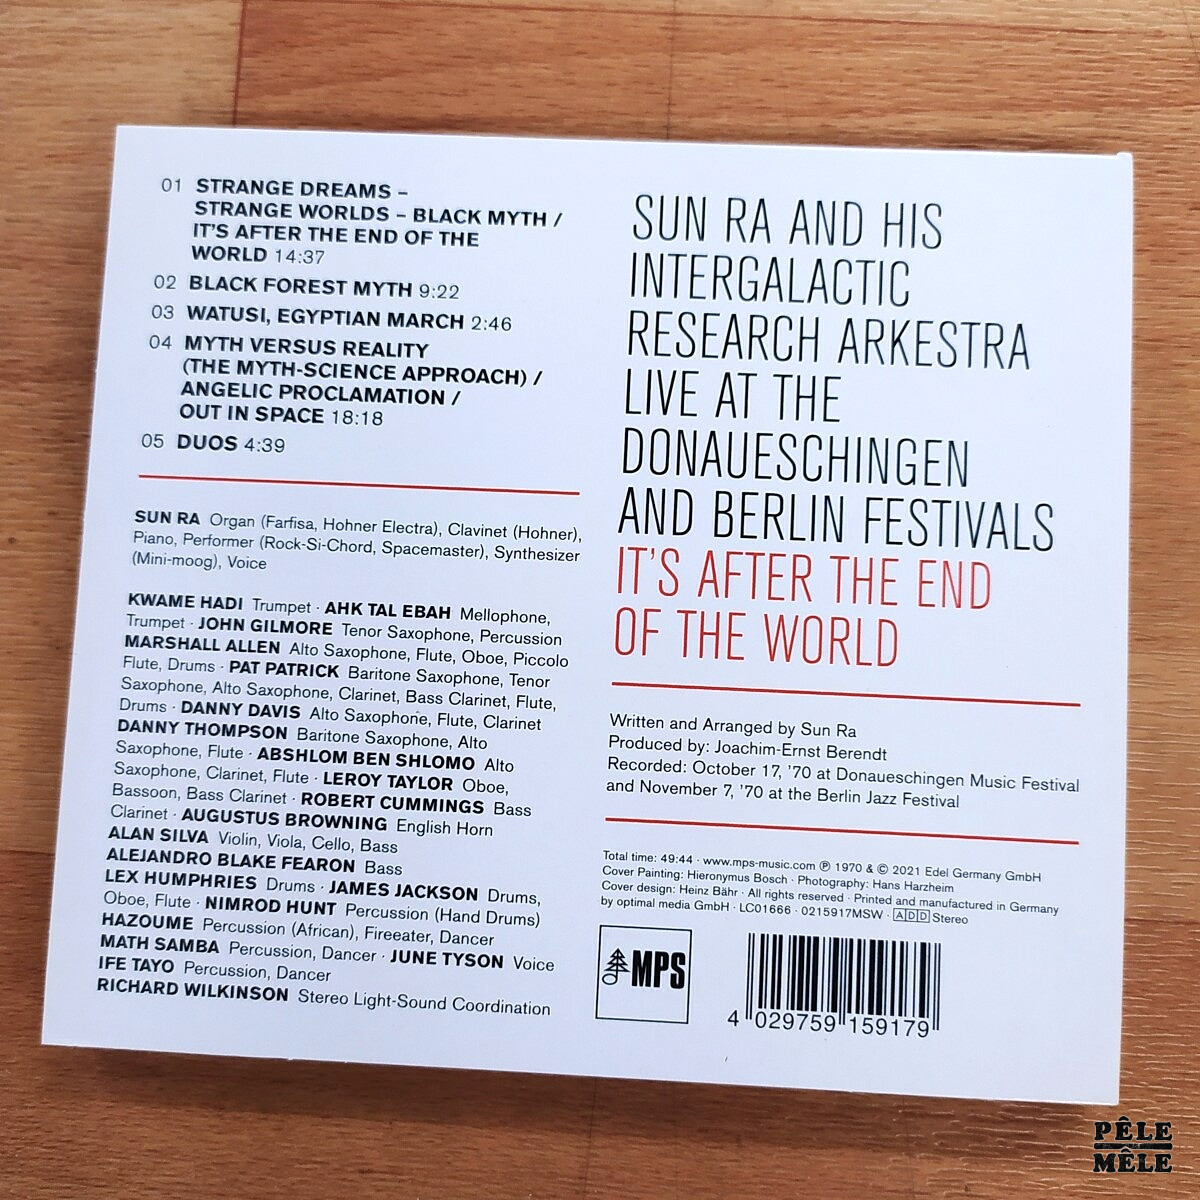 01 STRANGE DREAMS –
STRANGE WORLDS – BLACK MYTH /
IT'S AFTER THE END OF THE
WORLD 14:37
02 BLACK FOREST MYTH 9:22
03 WATUSI, EGYPTIAN MARCH 2:46
04 MYTH VERSUS REALITY
(THE MYTH-SCIENCE APPROACH) /
ANGELIC PROCLAMATION /
OUT IN SPACE 18:18
05 DUOS 4:39
SUN RA Organ (Farfisa, Hohner Electra), Clavinet (Hohner),
Piano, Performer (Rock-Si-Chord, Spacemaster), Synthesizer
(Mini-moog), Voice
KWAME HADI Trumpet · AHK TAL EBAH Mellophone,
Trumpet · JOHN GILMORE Tenor Saxophone, Percussion
MARSHALL ALLEN Alto Saxophone, Flute, Oboe, Piccolo
Flute, Drums · PAT PATRICK Baritone Saxophone, Tenor
Saxophone, Alto Saxophone, Clarinet, Bass Clarinet, Flute,
Drums · DANNY DAVIS Alto Saxophone, Flute, Clarinet
DANNY THOMPSON Baritone Saxophone, Alto
Saxophone, Flute · ABSHLOM BEN SHLOMO Alto
Saxophone, Clarinet, Flute · LEROY TAYLOR Oboe,
Bassoon, Bass Clarinet · ROBERT CUMMINGS Bass
Clarinet · AUGUSTUS BROWNING English Horn
ALAN SILVA Violin, Viola, Cello, Bass
ALEJANDRO BLAKE FEARON Bass
LEX HUMPHRIES Drums · JAMES JACKSON Drums,
Oboe, Flute · NIMROD HUNT Percussion (Hand Drums)
HAZOUME Percussion (African), Fireeater, Dancer
MATH SAMBA Percussion, Dancer · JUNE TYSON Voice
IFE TAYO Percussion, Dancer
RICHARD WILKINSON Stereo Light-Sound Coordination
SUN RA AND HIS
INTERGALACTIC
RESEARCH ARKESTRA
LIVE AT THE
DONAUESCHINGEN
AND BERLIN FESTIVALS
IT'S AFTER THE END
OF THE WORLD
Written and Arranged by Sun Ra
Produced by: Joachim-Ernst Berendt
Recorded: October 17, '70 at Donaueschingen Music Festival
and November 7, '70 at the Berlin Jazz Festival
Total time: 49:44 · www.mps-music.com ℗ 1970 & © 2021 Edel Germany GmbH
Cover Painting: Hieronymus Bosch · Photography: Hans Harzheim
Cover design: Heinz Bähr · All rights reserved · Printed and manufactured in Germany
by optimal media GmbH · LC01666 · 0215917MSW · ADD Stereo
MPS
4 029759 159179
PÊLE
MÊLE